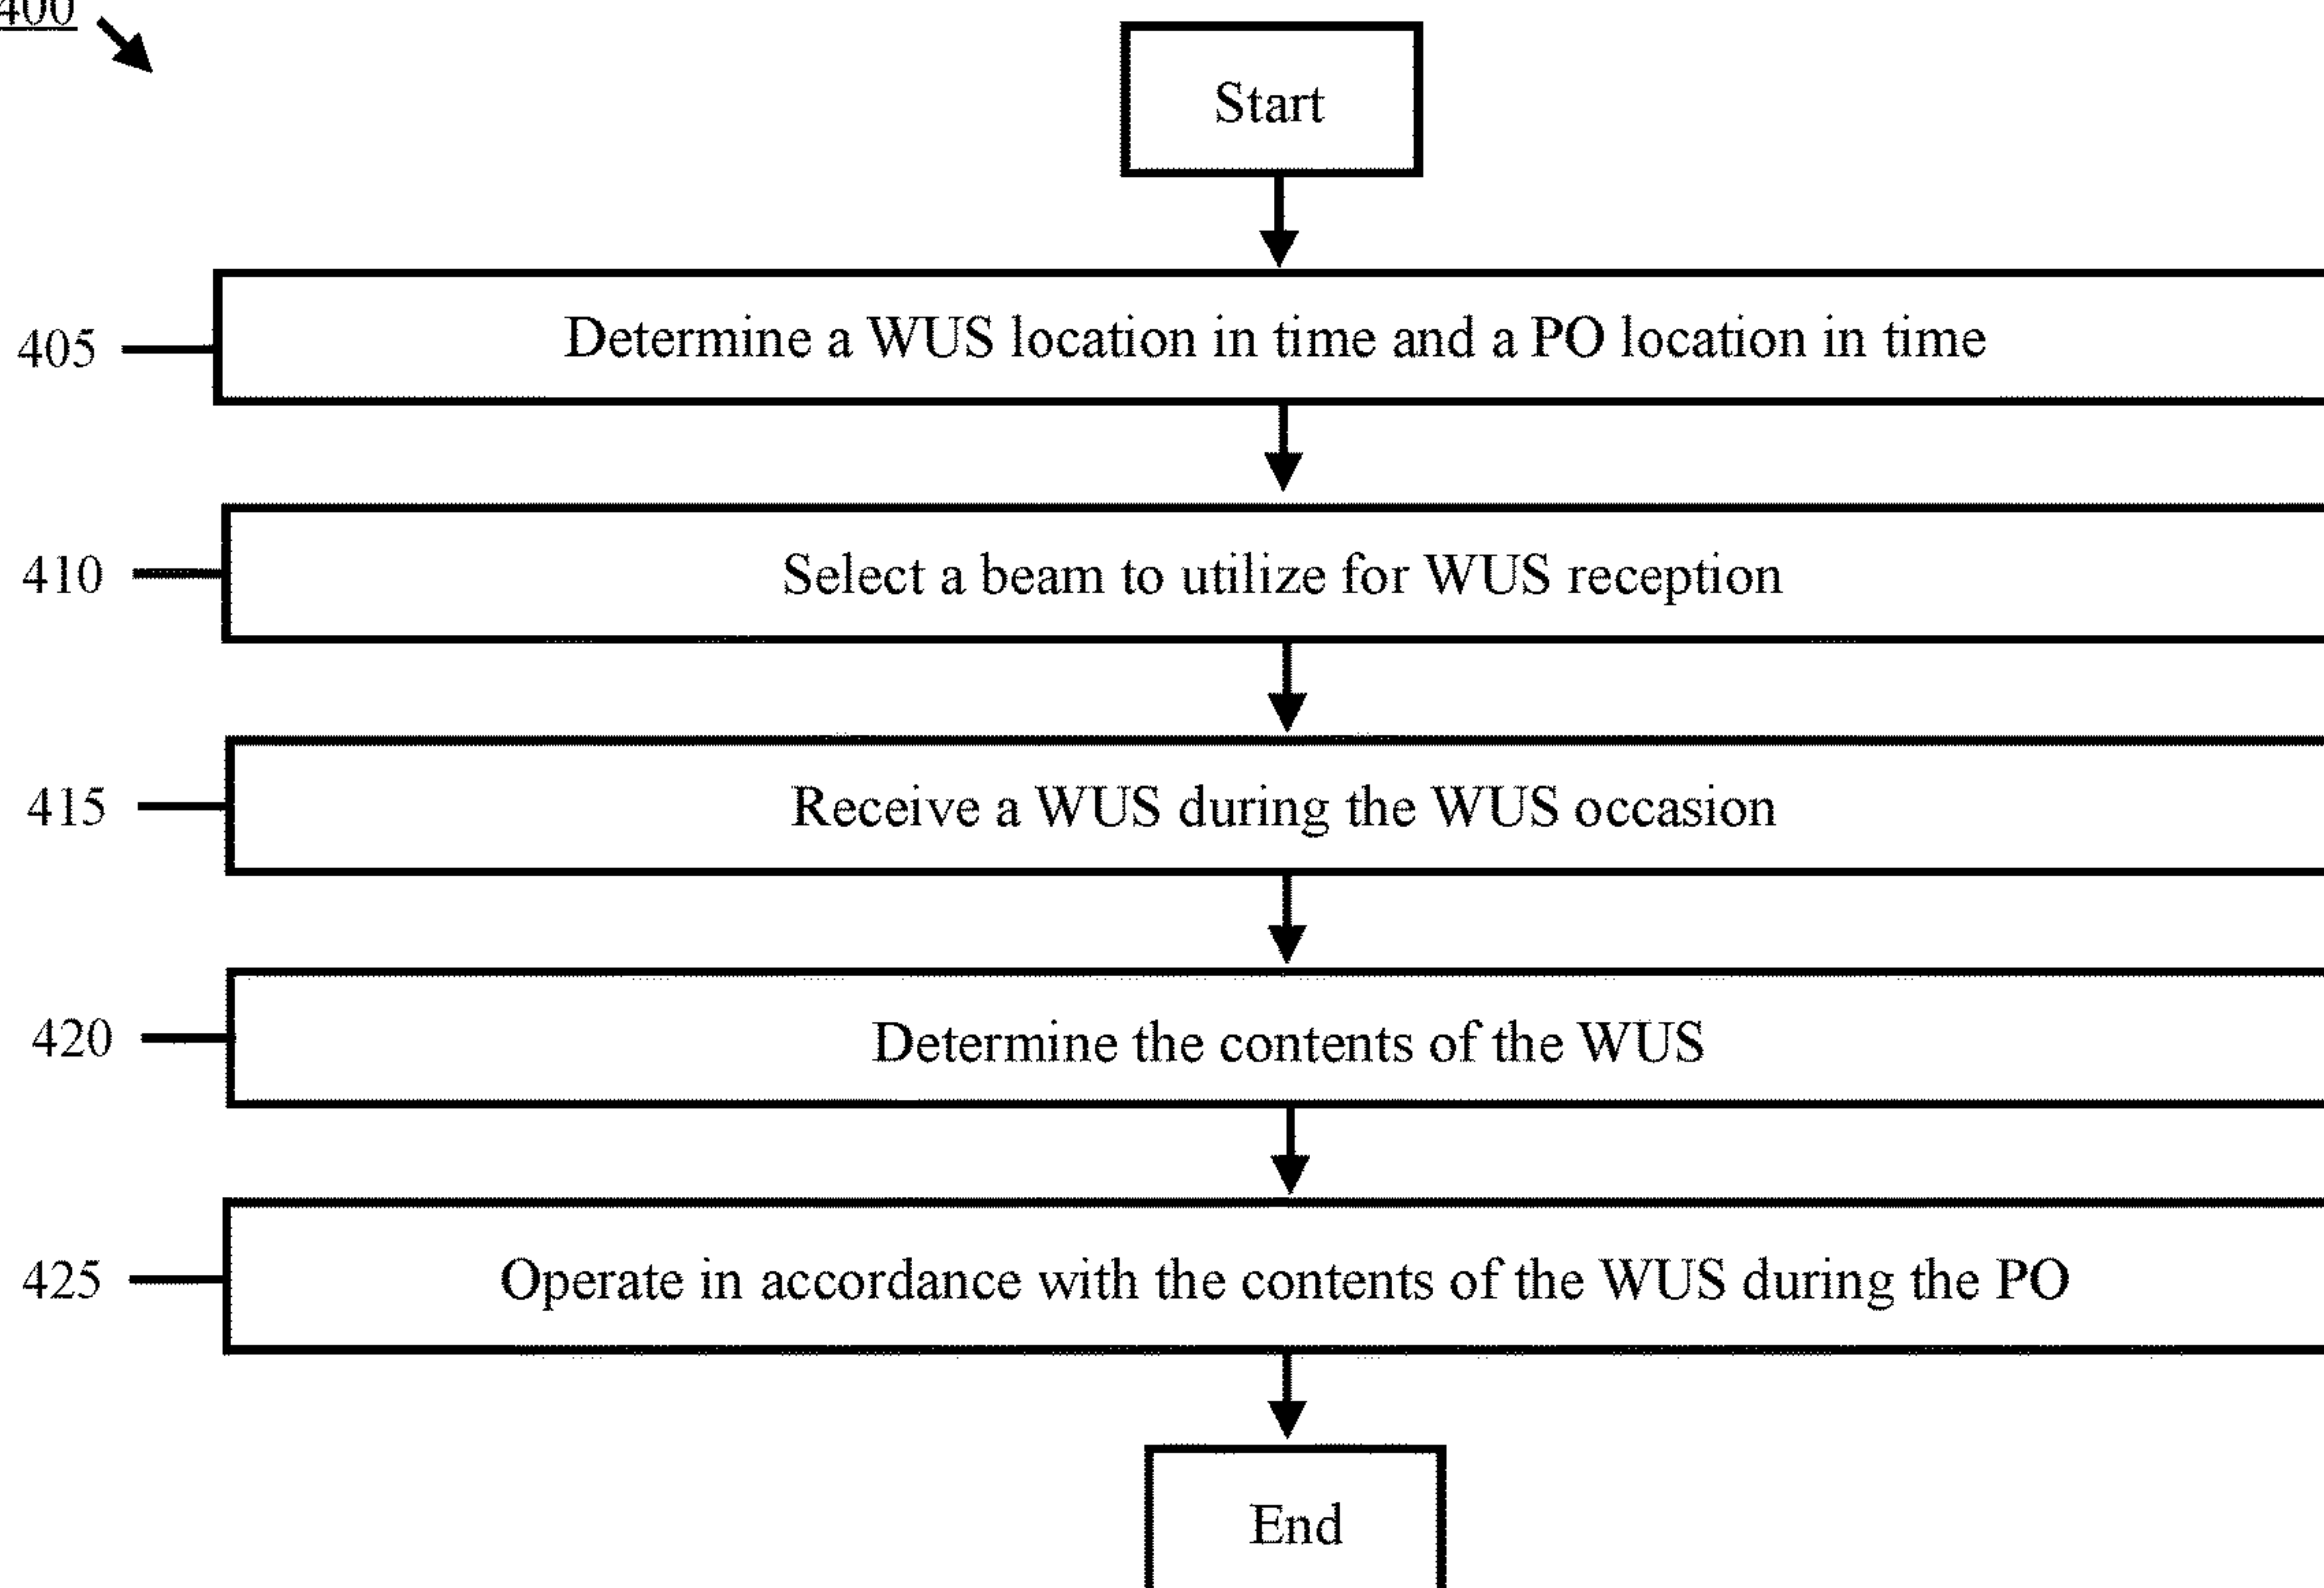 400
Start
405
Determine a WUS location in time and a PO location in time
410
Select a beam to utilize for WUS reception
415
Receive a WUS during the WUS occasion
420
Determine the contents of the WUS
425
Operate in accordance with the contents of the WUS during the PO
End